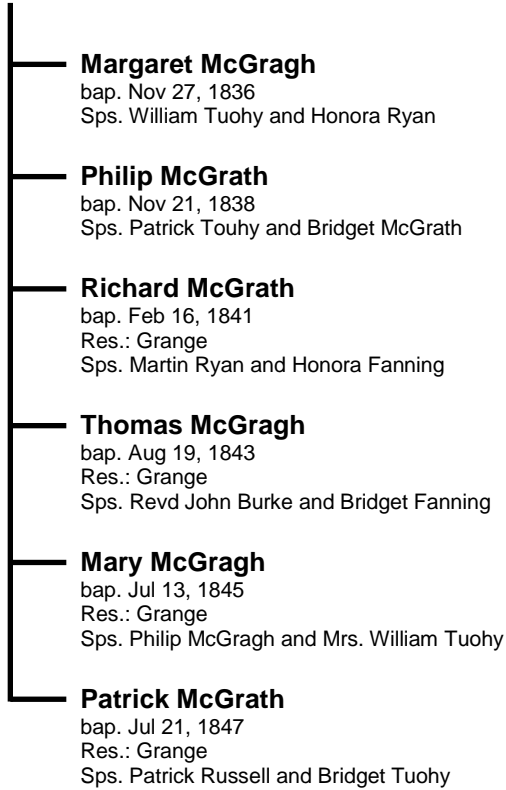 Margaret McGragh
bap. Nov 27, 1836
Sps. William Tuohy and Honora Ryan
Philip McGrath
bap. Nov 21, 1838
Sps. Patrick Touhy and Bridget McGrath
Richard McGrath
bap. Feb 16, 1841
Res.: Grange
Sps. Martin Ryan and Honora Fanning
Thomas McGragh
bap. Aug 19, 1843
Res.: Grange
Sps. Revd John Burke and Bridget Fanning
Mary McGragh
bap. Jul 13, 1845
Res.: Grange
Sps. Philip McGragh and Mrs. William Tuohy
Patrick McGrath
bap. Jul 21, 1847
Res.: Grange
Sps. Patrick Russell and Bridget Tuohy